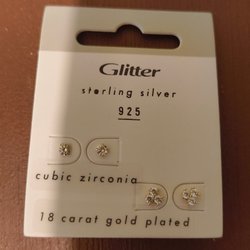 Glitter
sterling silver
925
cubic zirconia
18 carat gold plated